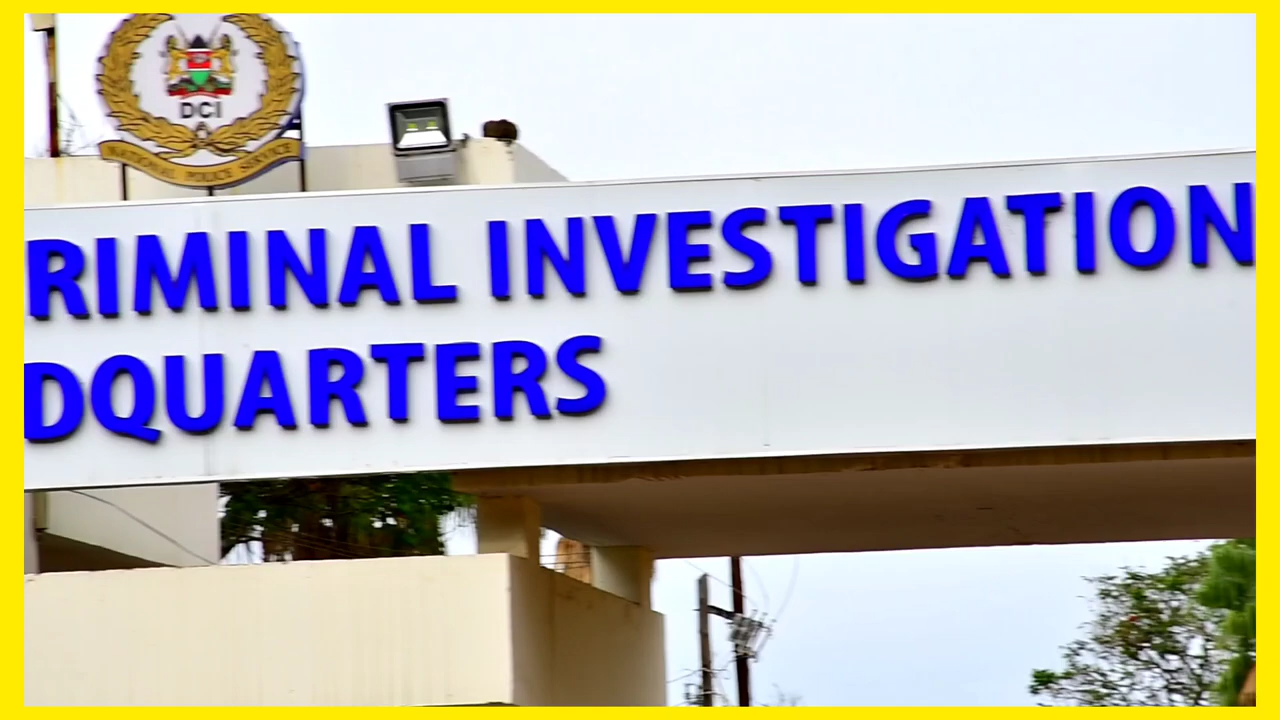 DCI
NATIONAL POLICE SERVICE
RIMINAL INVESTIGATION
DQUARTERS